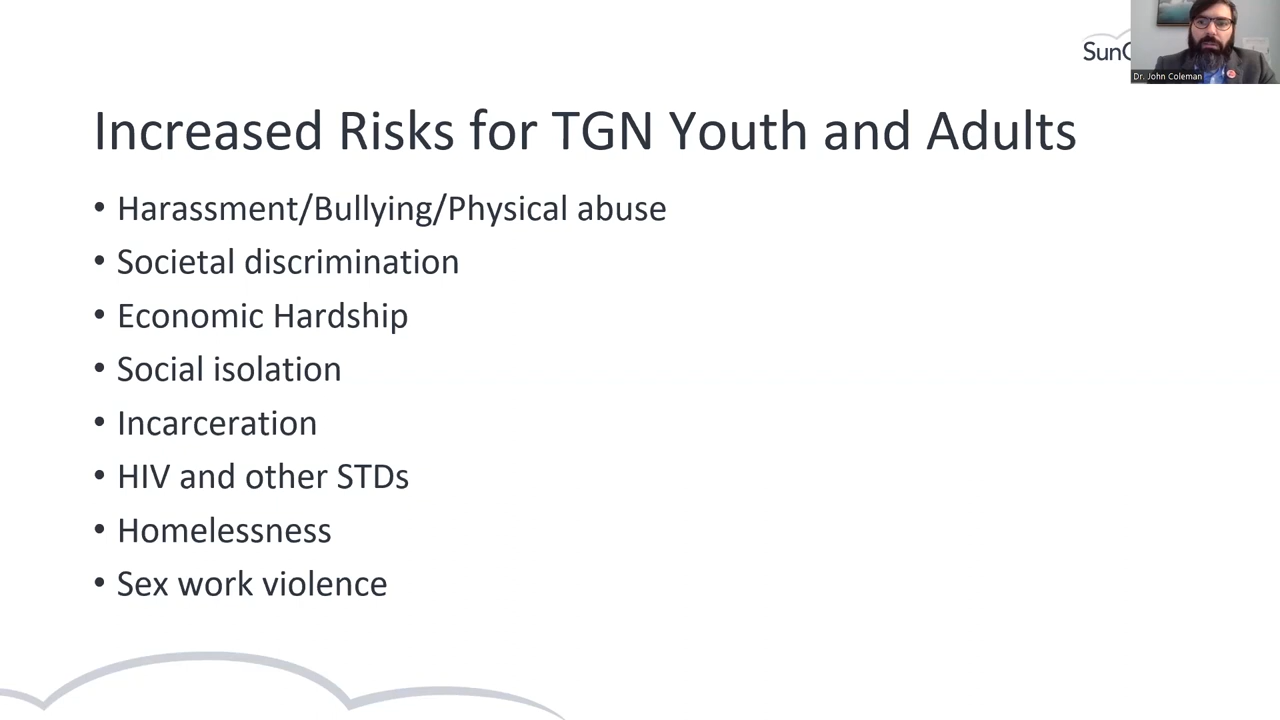 Dr. John Coleman
Increased Risks for TGN Youth and Adults
• Harassment/Bullying/Physical abuse
• Societal discrimination
• Economic Hardship
• Social isolation
• Incarceration
• HIV and other STDs
• Homelessness
• Sex work violence